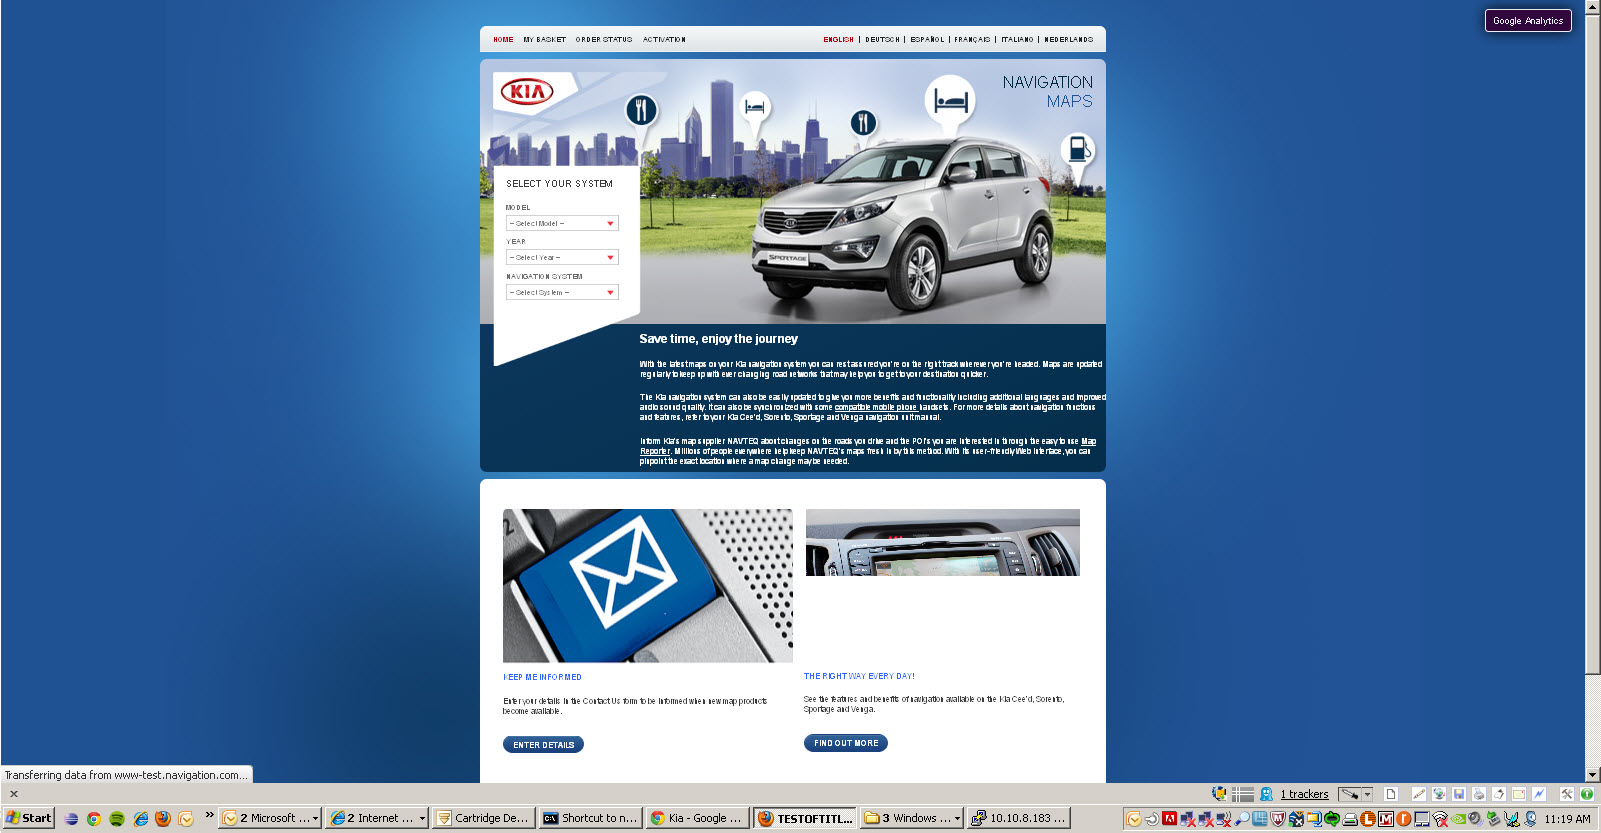 Google Analytics
HOME MY BASKET ORDER STATUS ACTIVATION ENGLISH | DEUTSCH | ESPAÑOL | FRANÇAIS | ITALIANO | NEDERLANDS
KIA
NAVIGATION
MAPS
SELECT YOUR SYSTEM
MODEL
-- Select Model --
YEAR
-- Select Year --
NAVIGATION SYSTEM
-- Select System --
SPORTAGE
Save time, enjoy the journey
With the latest maps on your Kia navigation system you can rest assured you're on the right track wherever you're headed. Maps are updated
regularly to keep up with ever changing road networks that may help you to get to your destination quicker.
The Kia navigation system can also be easily updated to give you more benefits and functionality including additional languages and improved
audio sound quality. It can also be synchronized with some compatible mobile phone handsets. For more details about navigation functions
and features, refer to your Kia Cee'd, Sorento, Sportage and Venga navigation unit manual.
Inform Kia's map supplier NAVTEQ about changes on the roads you drive and the POI's you are interested in through the easy to use Map
Reporter. Millions of people everywhere help keep NAVTEQ's maps fresh in by this method. With its user-friendly Web interface, you can
pinpoint the exact location where a map change may be needed.
KEEP ME INFORMED
Enter your details in the Contact Us form to be informed when new map products
become available.
ENTER DETAILS
THE RIGHT WAY EVERY DAY!
See the features and benefits of navigation available on the Kia Cee'd, Sorento,
Sportage and Venga.
FIND OUT MORE
Transferring data from www-test.navigation.com...
1 trackers
Start
2 Microsoft ...
2 Internet ...
Cartridge De...
Shortcut to n...
Kia - Google ...
TESTOFTITL...
3 Windows ...
10.10.8.183 ...
11:19 AM